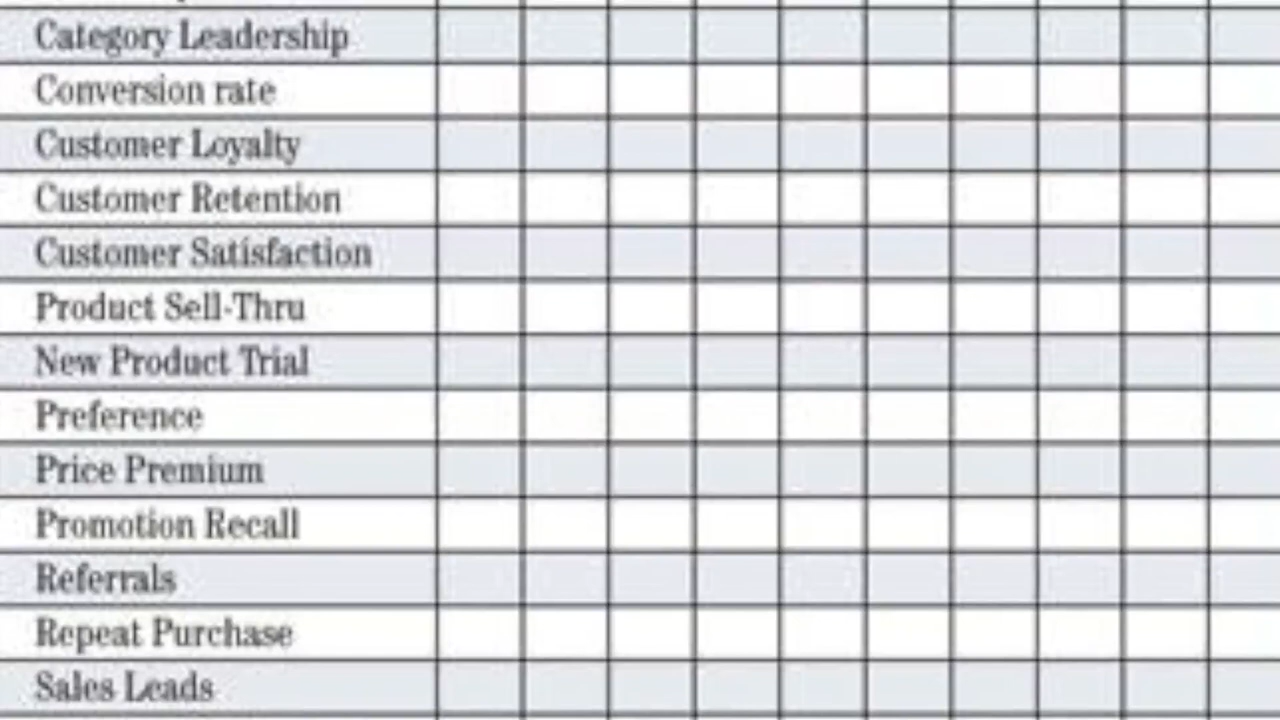 Category Leadership
Conversion rate
Customer Loyalty
Customer Retention
Customer Satisfaction
Product Sell-Thru
New Product Trial
Preference
Price Premium
Promotion Recall
Referrals
Repeat Purchase
Sales Leads